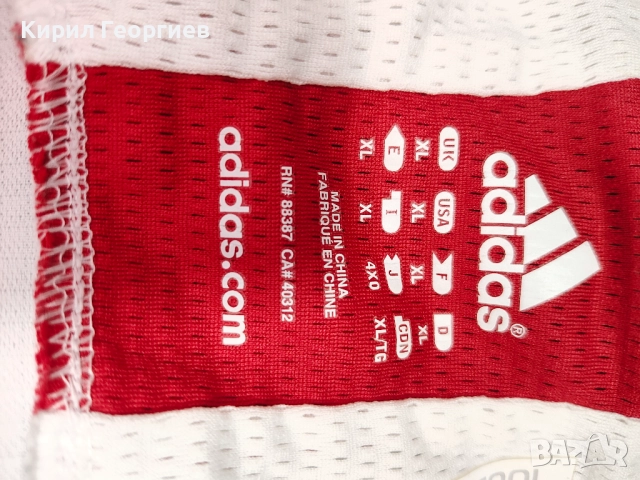 Кирил Георгиев
adidas®
UK USA F D
XL XL XL XL
E I J CDN
XL XL 4XO XL/TG
MADE IN CHINA
FABRIQUÉ EN CHINE
RN# 88387 CA# 40312
adidas.com
BAZAR